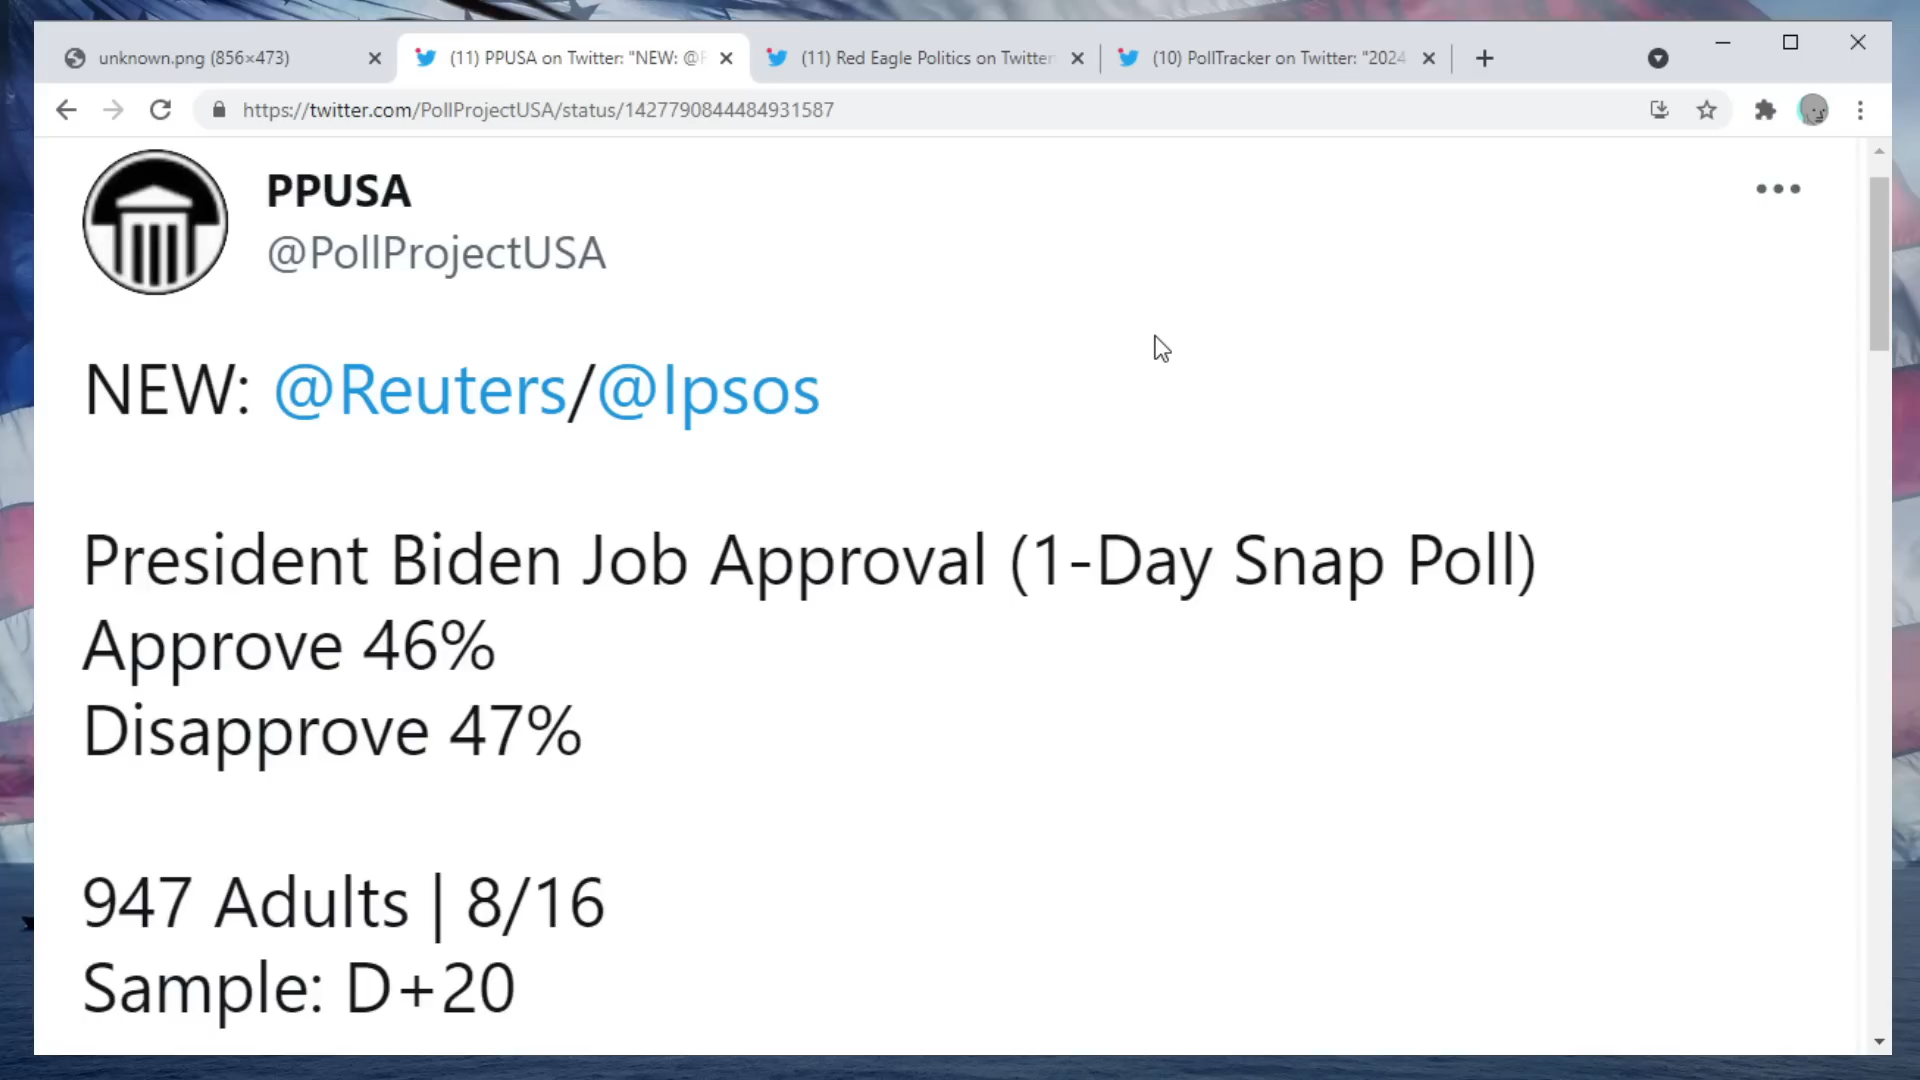 unknown.png (856×473)
(11) PPUSA on Twitter: "NEW: @R
(11) Red Eagle Politics on Twitter
(10) PollTracker on Twitter: "2024
https://twitter.com/PollProjectUSA/status/1427790844484931587
PPUSA
@PollProjectUSA
NEW: @Reuters/@Ipsos
President Biden Job Approval (1-Day Snap Poll)
Approve 46%
Disapprove 47%
947 Adults | 8/16
Sample: D+20